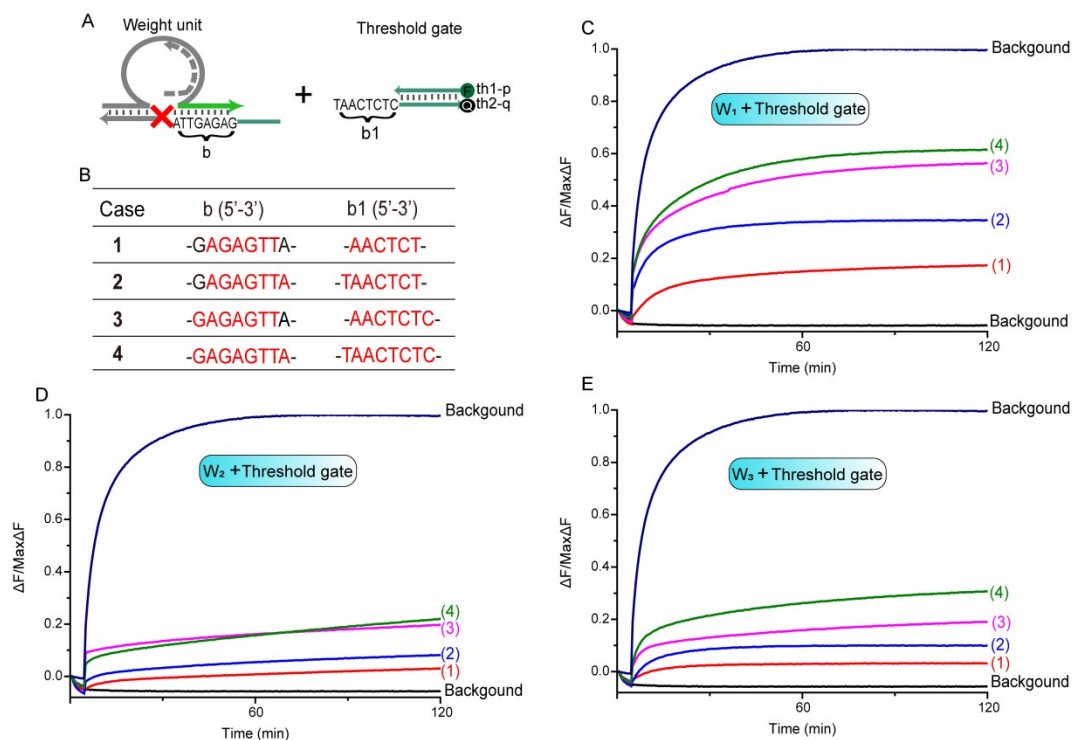 A
Weight unit
Threshold gate
+
F th1-p
Q th2-q
TAACTCTC
b1
ATTGAGAG
b
B
Case b (5'-3') b1 (5'-3')
1 -GAGAGTTA- -AACTCT-
2 -GAGAGTTA- -TAACTCT-
3 -GAGAGTTA- -AACTCTC-
4 -GAGAGTTA- -TAACTCTC-
C
Backgound
1.0
0.8
0.6
0.4
0.2
0.0
ΔF/MaxΔF
W₁ + Threshold gate
(4)
(3)
(2)
(1)
Backgound
60
120
Time (min)
D
Backgound
1.0
0.8
0.6
0.4
0.2
0.0
ΔF/MaxΔF
W₂ + Threshold gate
(4)
(3)
(2)
(1)
Backgound
60
120
Time (min)
E
Backgound
1.0
0.8
0.6
0.4
0.2
0.0
ΔF/MaxΔF
W₃ + Threshold gate
(4)
(3)
(2)
(1)
Backgound
60
120
Time (min)